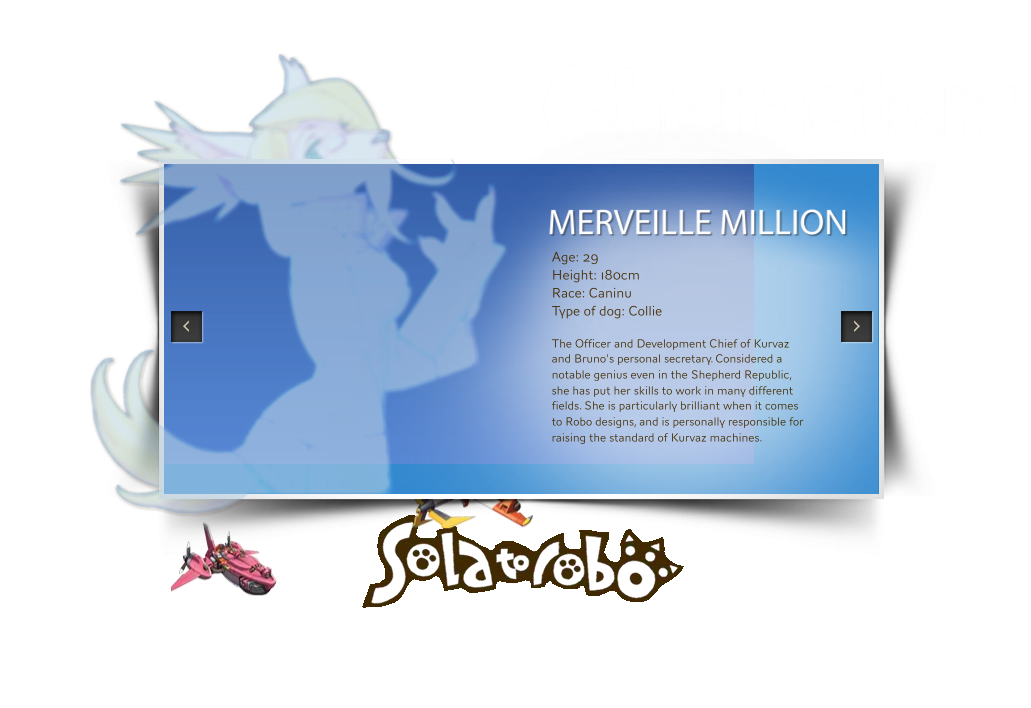 MERVEILLE MILLION
Age: 29
Height: 180cm
Race: Caninu
Type of dog: Collie
The Officer and Development Chief of Kurvaz
and Bruno's personal secretary. Considered a
notable genius even in the Shepherd Republic,
she has put her skills to work in many different
fields. She is particularly brilliant when it comes
to Robo designs, and is personally responsible for
raising the standard of Kurvaz machines.
Solatorobo